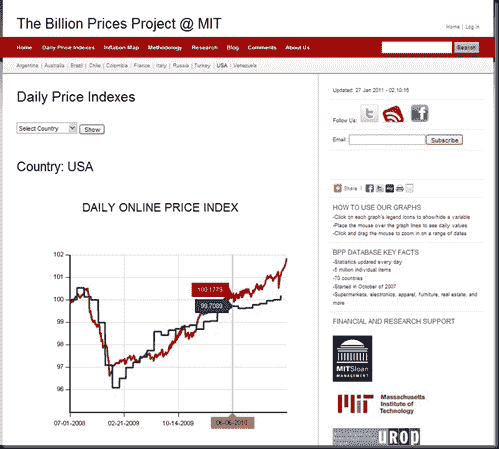 The Billion Prices Project @ MIT
Home | Log in
Home Daily Price Indexes Inflation Map Methodology Research Blog Comments About Us
Search
Argentina | Australia | Brazil | Chile | Colombia | France | Italy | Russia | Turkey | USA | Venezuela
Daily Price Indexes
Select Country Show
Country: USA
DAILY ONLINE PRICE INDEX
102
101
100
99
98
97
96
100.1779
99.7089
07-01-2008 02-21-2009 10-14-2009 06-06-2010
Updated: 27 Jan 2011 - 02:10:16
Follow Us:
Email: Subscribe
Share |
HOW TO USE OUR GRAPHS
-Click on each graph's legend icons to show/hide a variable
-Place the mouse over the graph lines to see daily values
-Click and drag the mouse to zoom in on a range of dates
BPP DATABASE KEY FACTS
-Statistics updated every day
-5 million individual items
-70 countries
-Started in October of 2007
-Supermarkets, electronics, apparel, furniture, real estate, and
more
FINANCIAL AND RESEARCH SUPPORT
MITSloan
MANAGEMENT
Massachusetts
Institute of
Technology
UROP